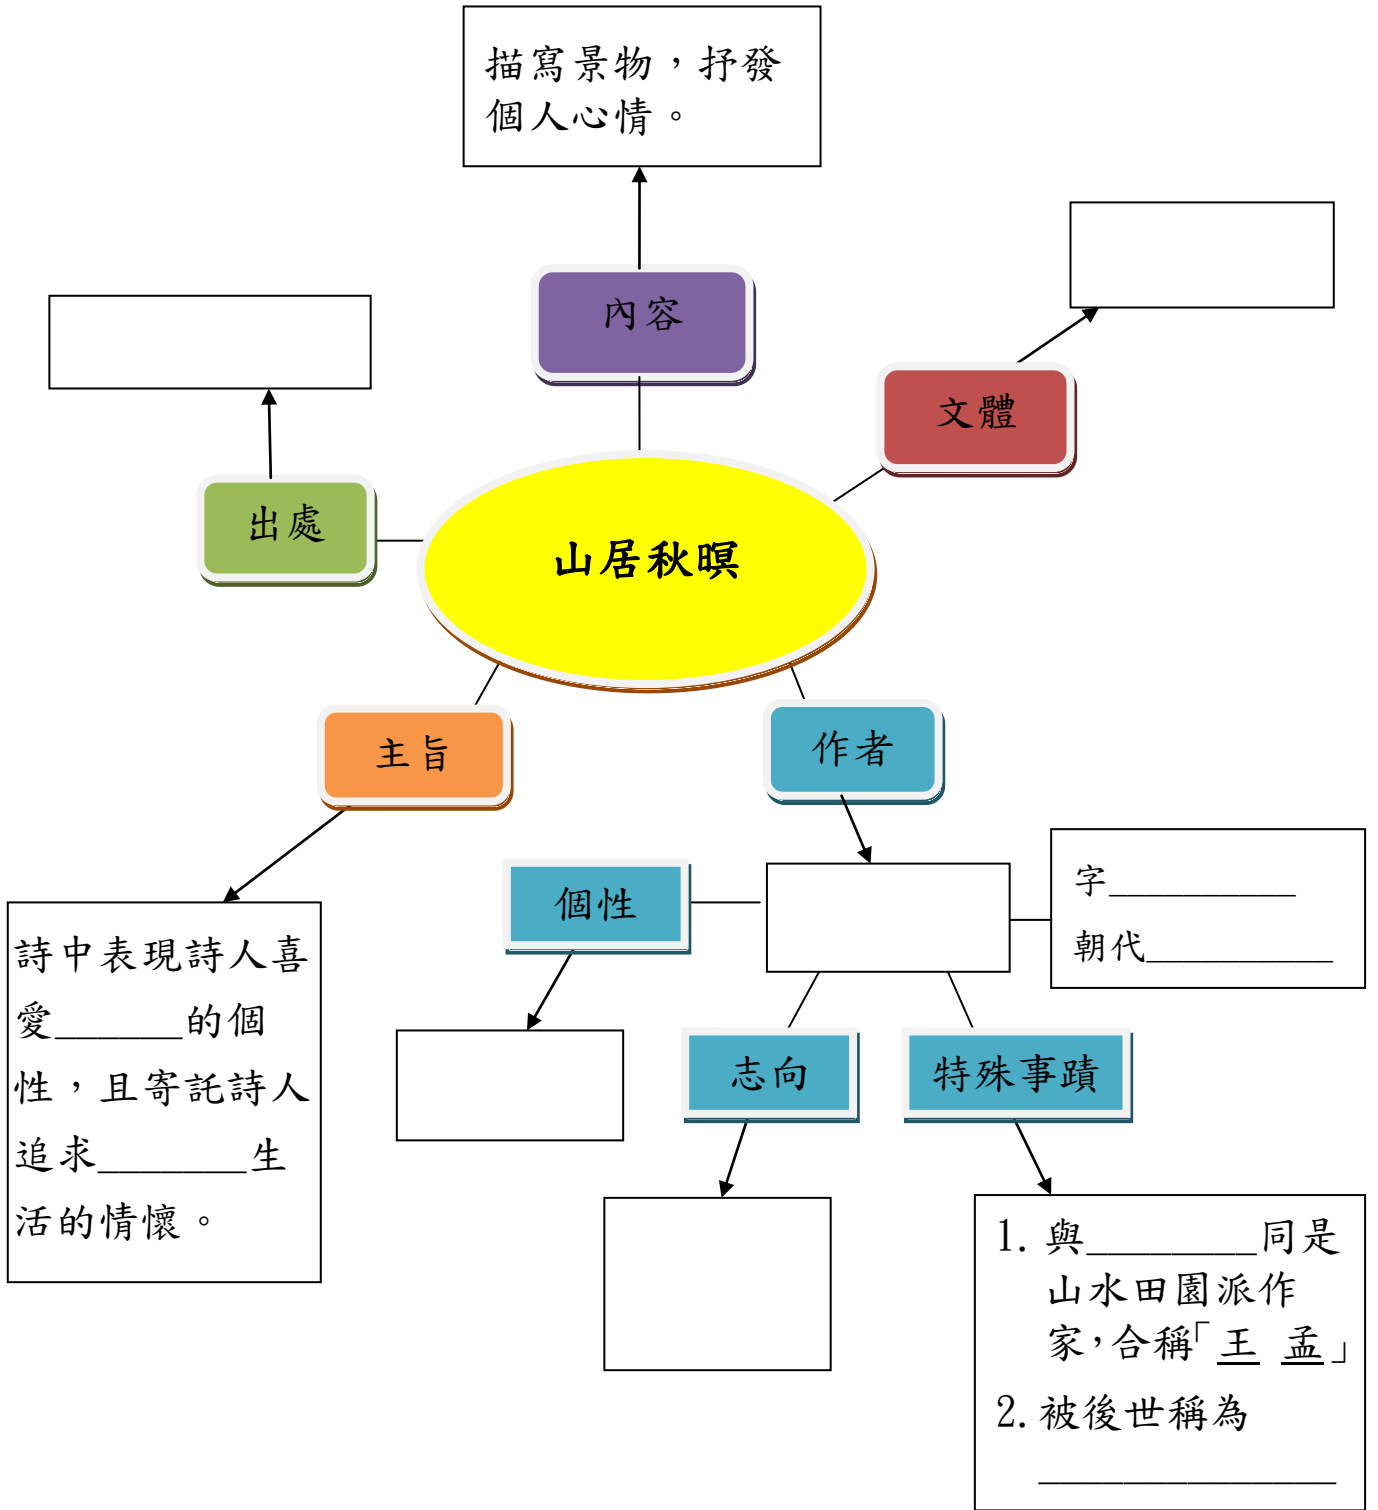 描寫景物，抒發
個人心情。
內容
文體
出處
山居秋暝
主旨
作者
個性
字__________
朝代__________
詩中表現詩人喜
愛______的個
性，且寄託詩人
追求_______生
活的情懷。
志向
特殊事蹟
1. 與________同是
山水田園派作
家，合稱「王 孟」
2. 被後世稱為
______________